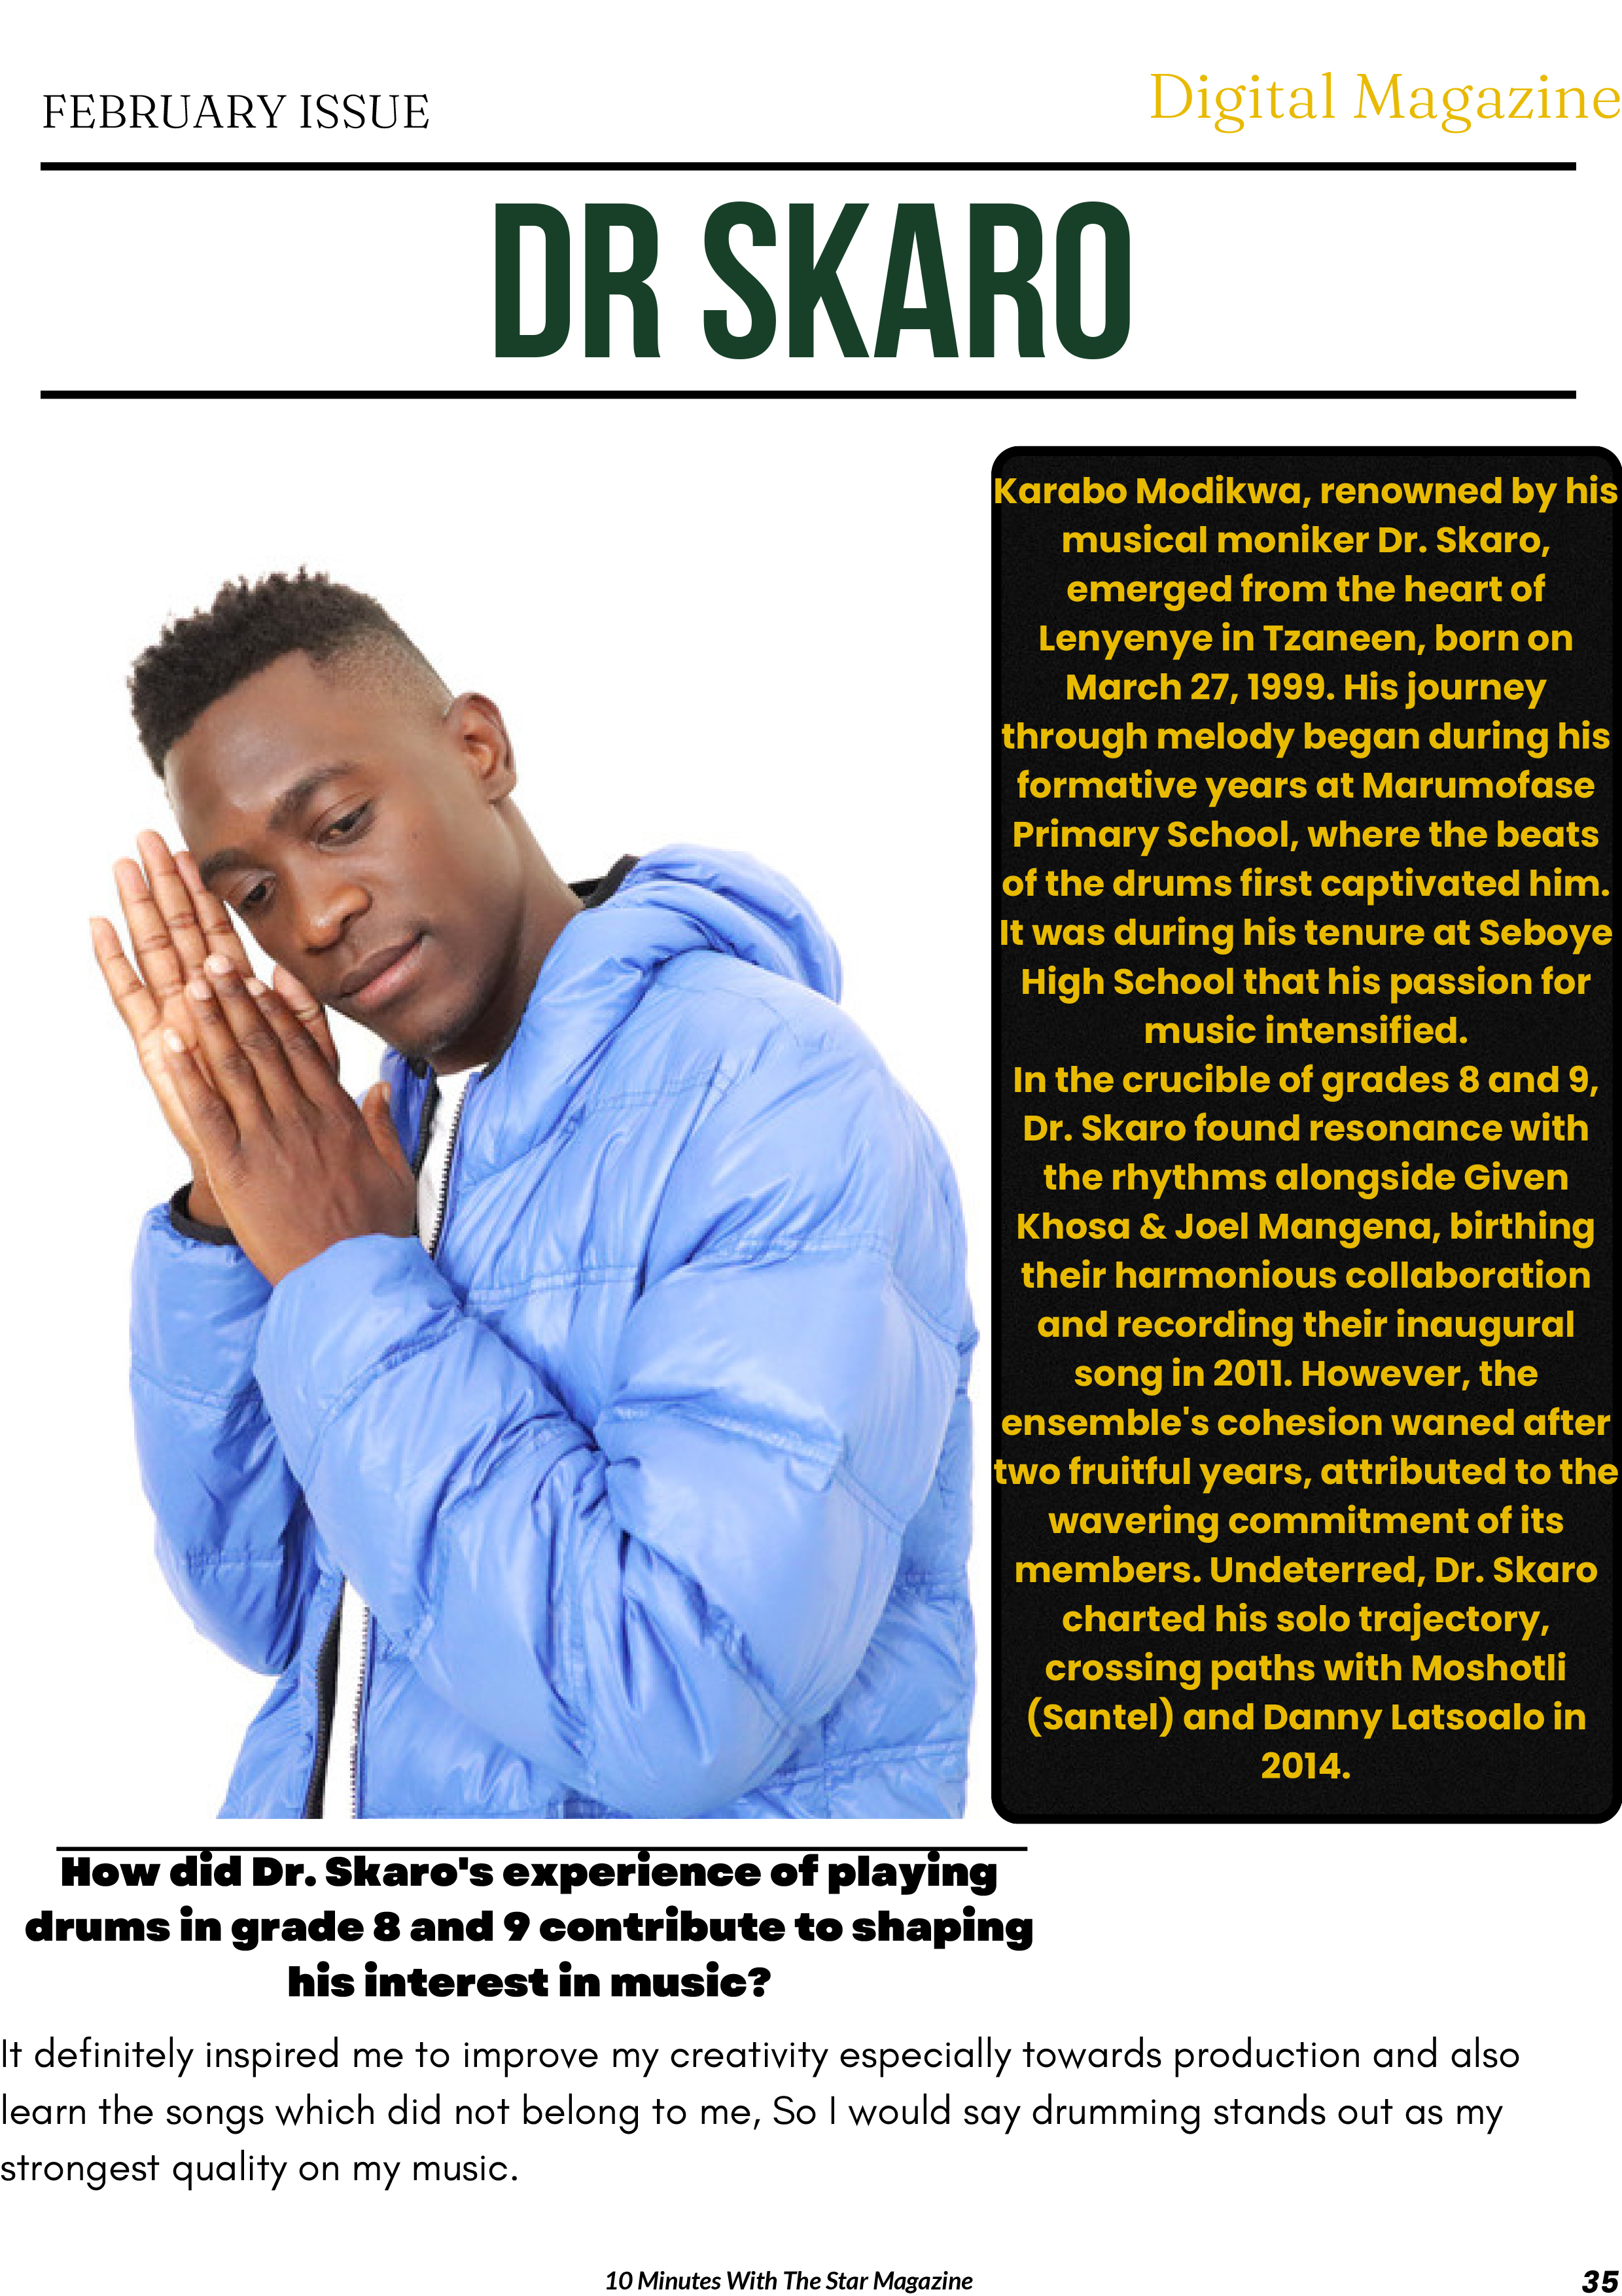 FEBRUARY ISSUE
Digital Magazine
DR SKARO
Karabo Modikwa, renowned by his
musical moniker Dr. Skaro,
emerged from the heart of
Lenyenye in Tzaneen, born on
March 27, 1999. His journey
through melody began during his
formative years at Marumofase
Primary School, where the beats
of the drums first captivated him.
It was during his tenure at Seboye
High School that his passion for
music intensified.
In the crucible of grades 8 and 9,
Dr. Skaro found resonance with
the rhythms alongside Given
Khosa & Joel Mangena, birthing
their harmonious collaboration
and recording their inaugural
song in 2011. However, the
ensemble's cohesion waned after
two fruitful years, attributed to the
wavering commitment of its
members. Undeterred, Dr. Skaro
charted his solo trajectory,
crossing paths with Moshotli
(Santel) and Danny Latsoalo in
2014.
How did Dr. Skaro's experience of playing
drums in grade 8 and 9 contribute to shaping
his interest in music?
It definitely inspired me to improve my creativity especially towards production and also
learn the songs which did not belong to me, So I would say drumming stands out as my
strongest quality on my music.
10 Minutes With The Star Magazine
35